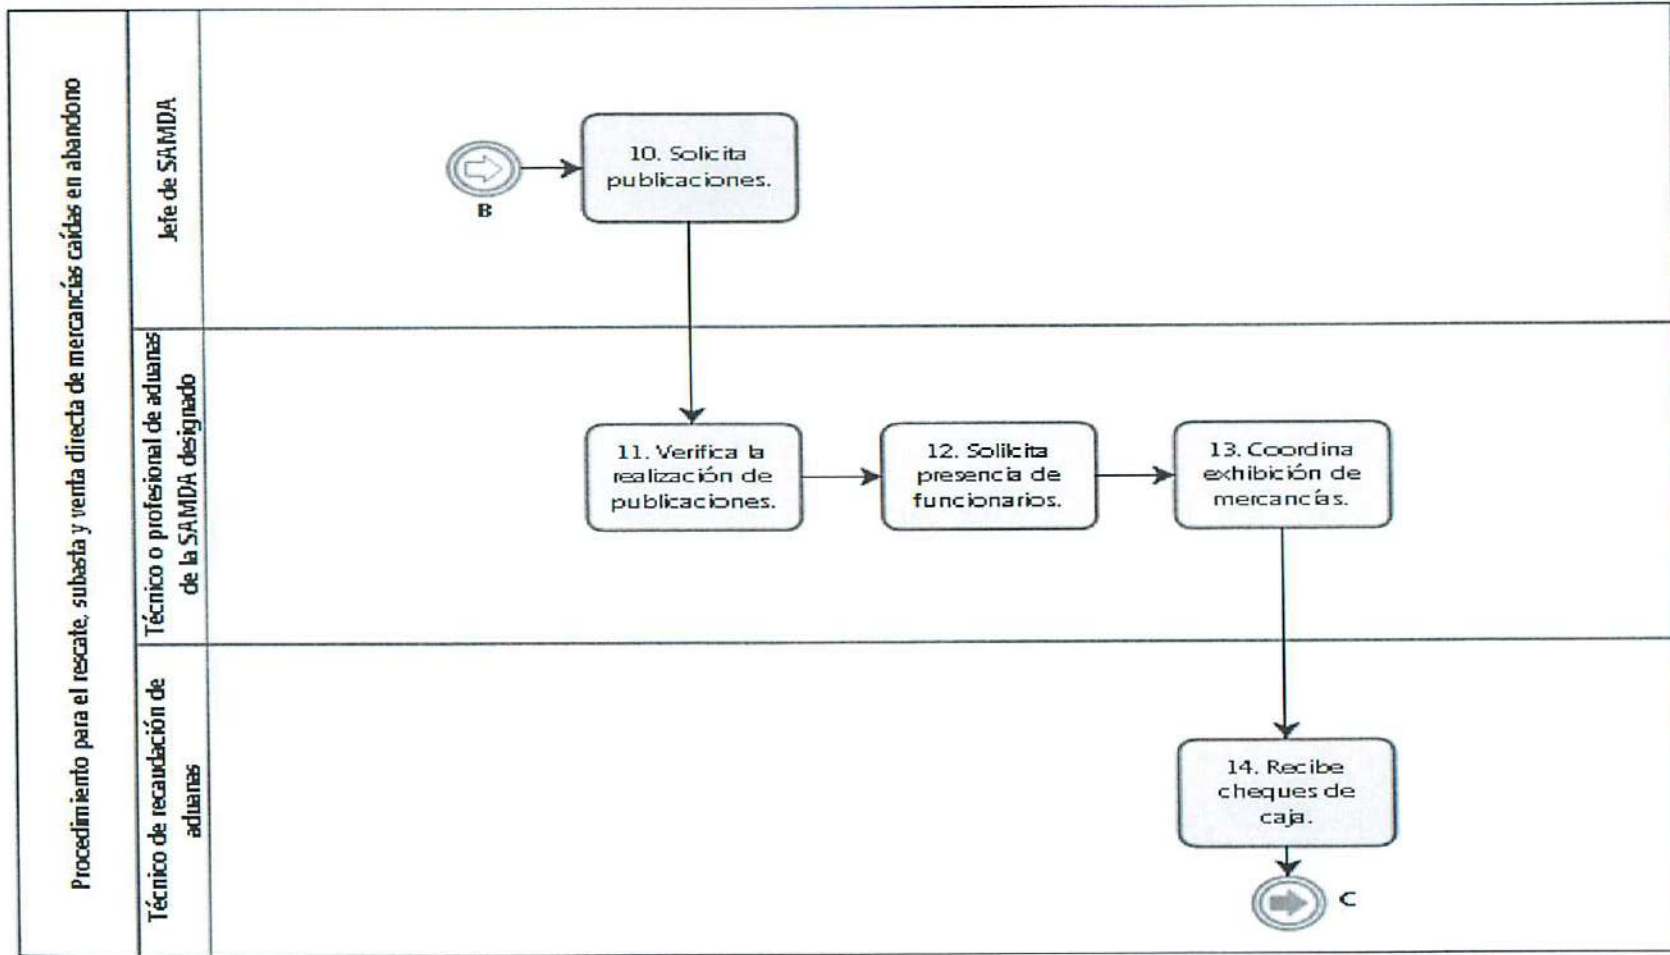 Procedimiento para el rescate, subasta y venta directa de mercancías caídas en abandono
Jefe de SAMDA
B
10. Solicita
publicaciones.
Técnico o profesional de aduanas
de la SAMDA designado
11. Verifica la
realización de
publicaciones.
12. Solilcita
presencia de
funcionarios.
13. Coordina
exhibición de
mercancías.
Técnico de recaudación de
aduanas
14. Recibe
cheques de
caja.
C